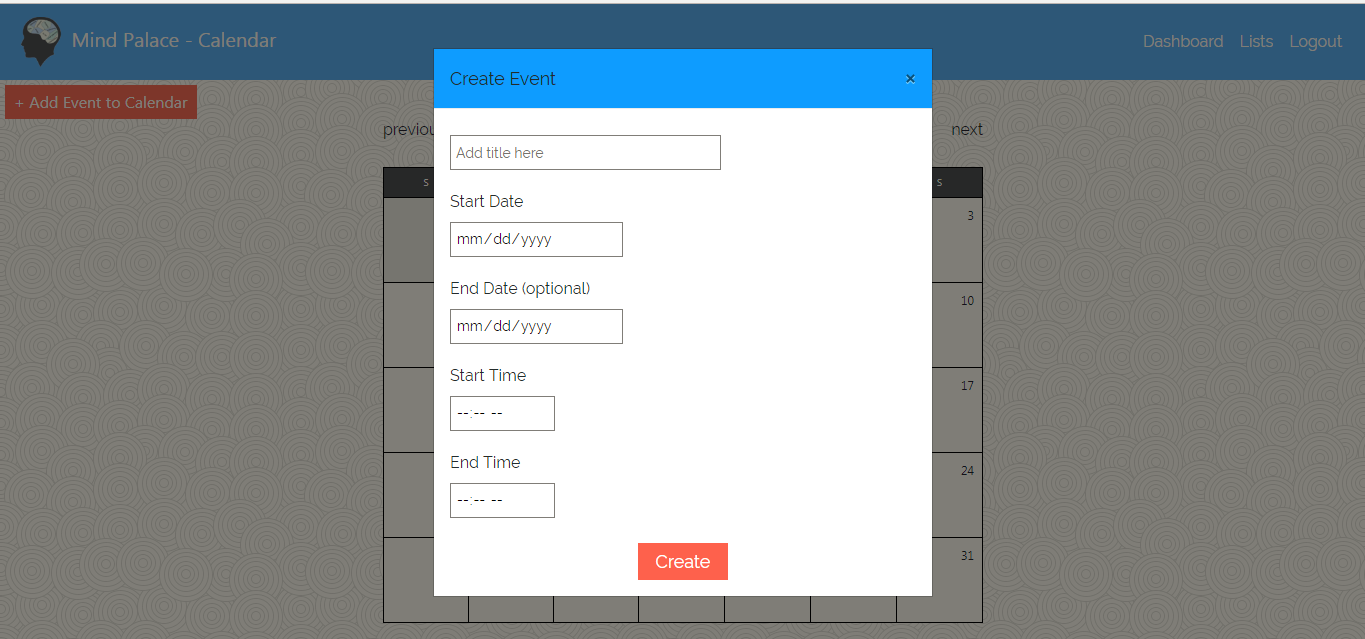 Mind Palace - Calendar
Dashboard Lists Logout
+ Add Event to Calendar
Create Event ×
previou
next
Add title here
S
S
Start Date
mm/dd/yyyy
3
End Date (optional)
10
mm/dd/yyyy
Start Time
17
--:-- --
End Time
24
--:-- --
Create
31